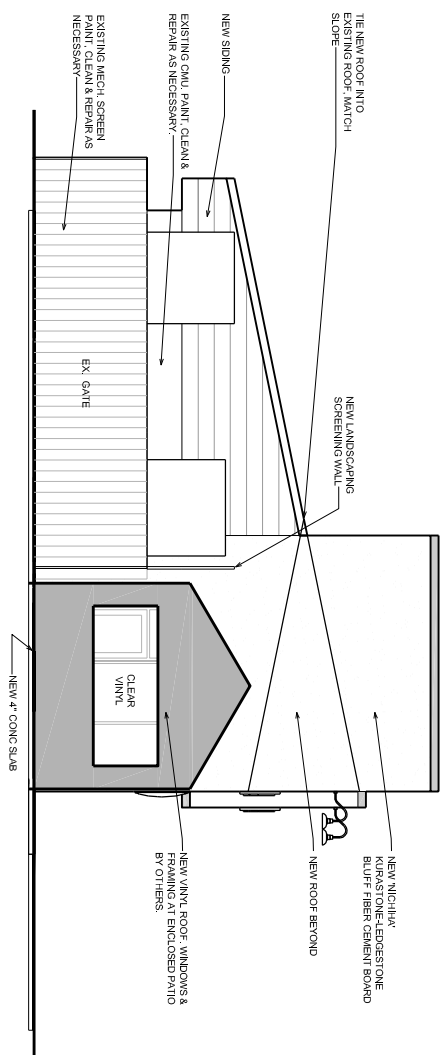 TIE NEW ROOF INTO
EXISTING ROOF, MATCH
SLOPE
NEW SIDING
EXISTING CMU. PAINT, CLEAN &
REPAIR AS NECESSARY.
EXISTING MECH. SCREEN
PAINT, CLEAN & REPAIR AS
NECESSARY
EX. GATE
NEW LANDSCAPING
SCREENING WALL
CLEAR
VINYL
NEW 'NICHIHA'
KURASTONE-LEDGESTONE
BLUFF FIBER CEMENT BOARD
NEW ROOF BEYOND
NEW VINYL ROOF, WINDOWS &
FRAMING AT ENCLOSED PATIO
BY OTHERS.
NEW 4" CONC SLAB